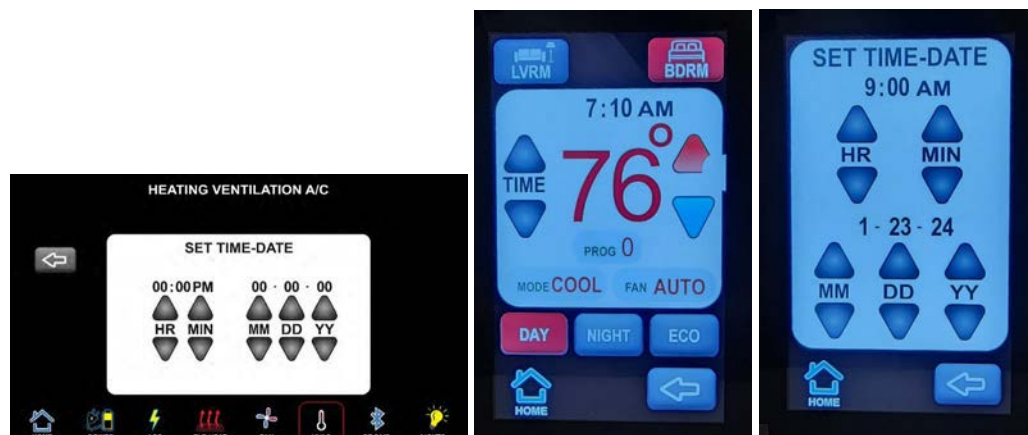 HEATING VENTILATION A/C
SET TIME-DATE
00:00PM 00 · 00 · 00
HR MIN MM DD YY
LVRM BDRM
7:10 AM
TIME 76°
PROG 0
MODE COOL FAN AUTO
DAY NIGHT ECO
HOME
SET TIME-DATE
9:00 AM
HR MIN
1 - 23 - 24
MM DD YY
HOME